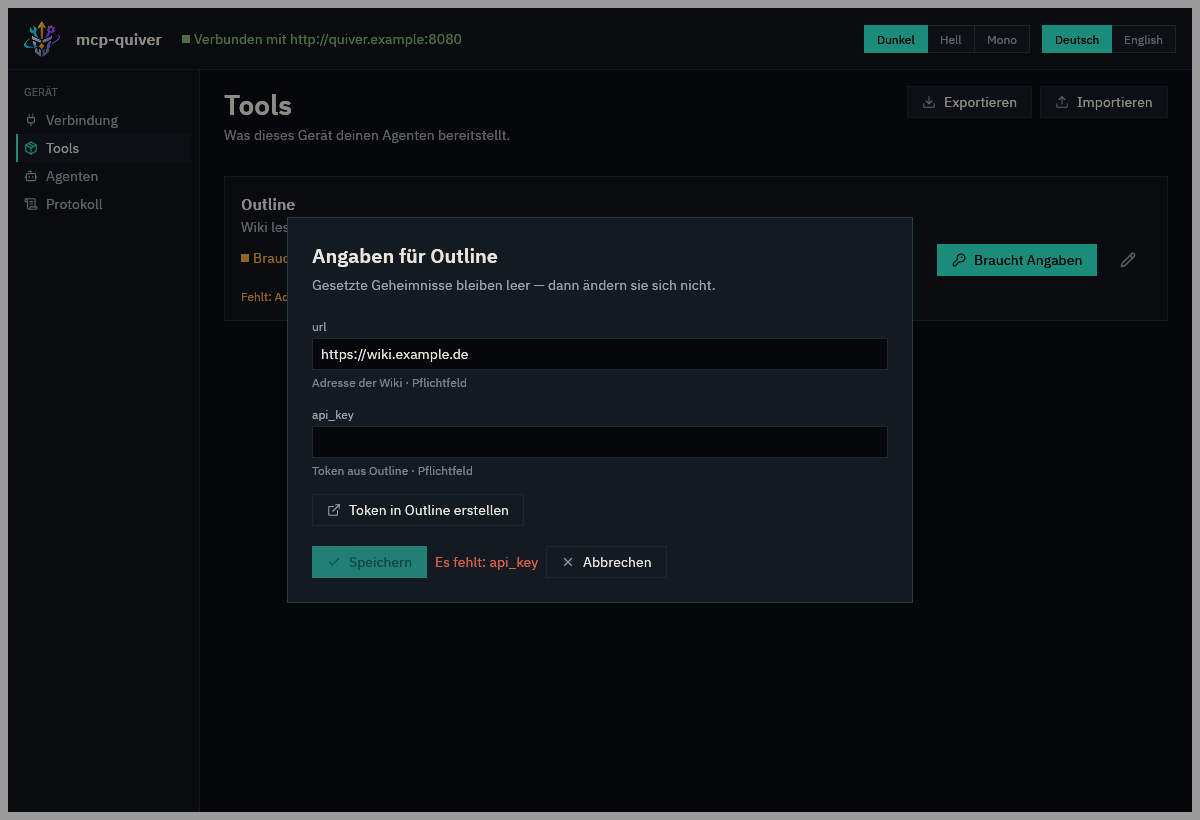 mcp-quiver
Verbunden mit http://quiver.example:8080
Dunkel Hell Mono
Deutsch English
GERÄT
Verbindung
Tools
Agenten
Protokoll
Tools
Was dieses Gerät deinen Agenten bereitstellt.
Exportieren
Importieren
Outline
Wiki
Braucht Angaben
Fehlt:
Angaben für Outline
Gesetzte Geheimnisse bleiben leer — dann ändern sie sich nicht.
url
https://wiki.example.de
Adresse der Wiki · Pflichtfeld
api_key
Token aus Outline · Pflichtfeld
Token in Outline erstellen
Speichern
Es fehlt: api_key
Abbrechen